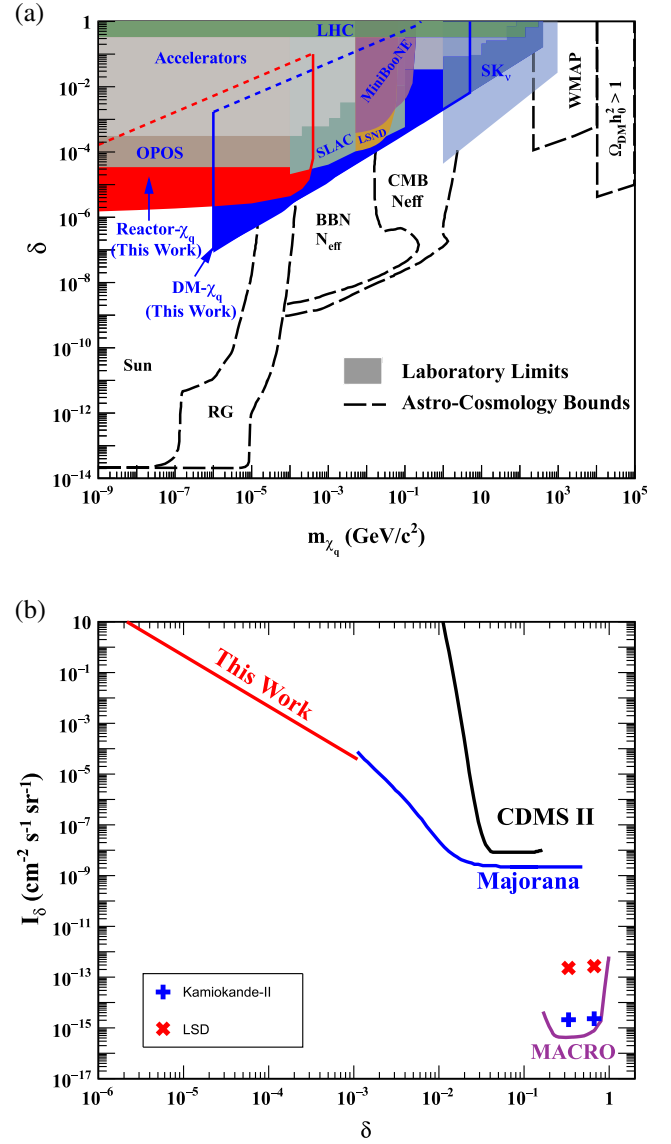 (a)
LHC
Accelerators
MiniBooNE
SKν
WMAP
Ω_DM h₀² > 1
OPOS
SLAC
LSND
Reactor-χq
(This Work)
BBN
Neff
CMB
Neff
DM-χq
(This Work)
Sun
RG
Laboratory Limits
Astro-Cosmology Bounds
1
10⁻²
10⁻⁴
10⁻⁶
10⁻⁸
10⁻¹⁰
10⁻¹²
10⁻¹⁴
δ
10⁻⁹ 10⁻⁷ 10⁻⁵ 10⁻³ 10⁻¹ 10 10³ 10⁵
m_χq (GeV/c²)
(b)
10
10⁻¹
10⁻³
10⁻⁵
10⁻⁷
10⁻⁹
10⁻¹¹
10⁻¹³
10⁻¹⁵
10⁻¹⁷
I_δ (cm⁻² s⁻¹ sr⁻¹)
This Work
CDMS II
Majorana
Kamiokande-II
LSD
MACRO
10⁻⁶ 10⁻⁵ 10⁻⁴ 10⁻³ 10⁻² 10⁻¹ 1
δ